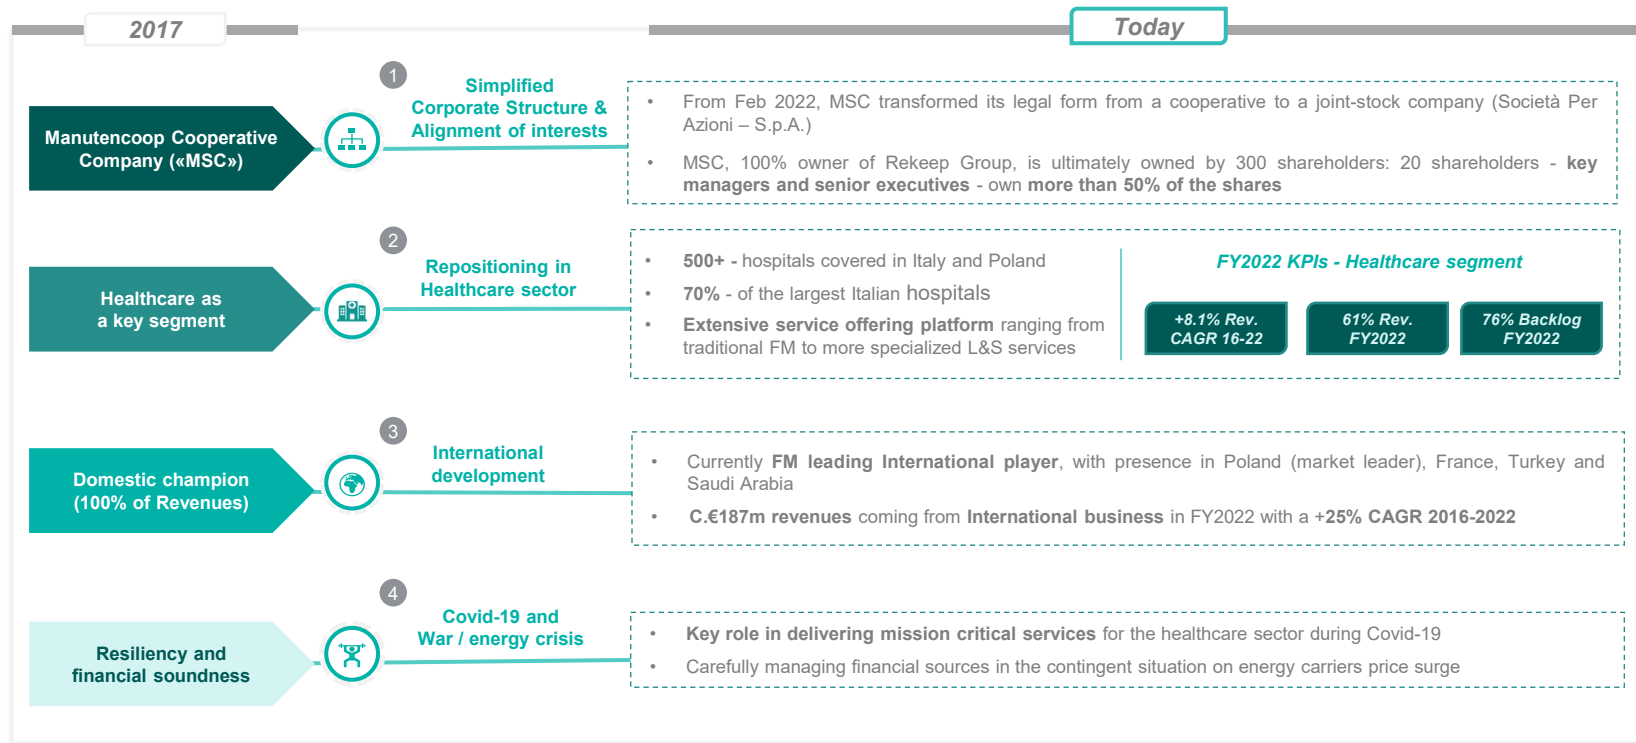 2017
Today
Manutencoop Cooperative
Company («MSC»)
1
Simplified
Corporate Structure &
Alignment of interests
• From Feb 2022, MSC transformed its legal form from a cooperative to a joint-stock company (Società Per
Azioni – S.p.A.)
• MSC, 100% owner of Rekeep Group, is ultimately owned by 300 shareholders: 20 shareholders - key
managers and senior executives - own more than 50% of the shares
Healthcare as
a key segment
2
Repositioning in
Healthcare sector
• 500+ - hospitals covered in Italy and Poland
• 70% - of the largest Italian hospitals
• Extensive service offering platform ranging from
traditional FM to more specialized L&S services
FY2022 KPIs - Healthcare segment
+8.1% Rev.
CAGR 16-22
61% Rev.
FY2022
76% Backlog
FY2022
Domestic champion
(100% of Revenues)
3
International
development
• Currently FM leading International player, with presence in Poland (market leader), France, Turkey and
Saudi Arabia
• C.€187m revenues coming from International business in FY2022 with a +25% CAGR 2016-2022
Resiliency and
financial soundness
4
Covid-19 and
War / energy crisis
• Key role in delivering mission critical services for the healthcare sector during Covid-19
• Carefully managing financial sources in the contingent situation on energy carriers price surge